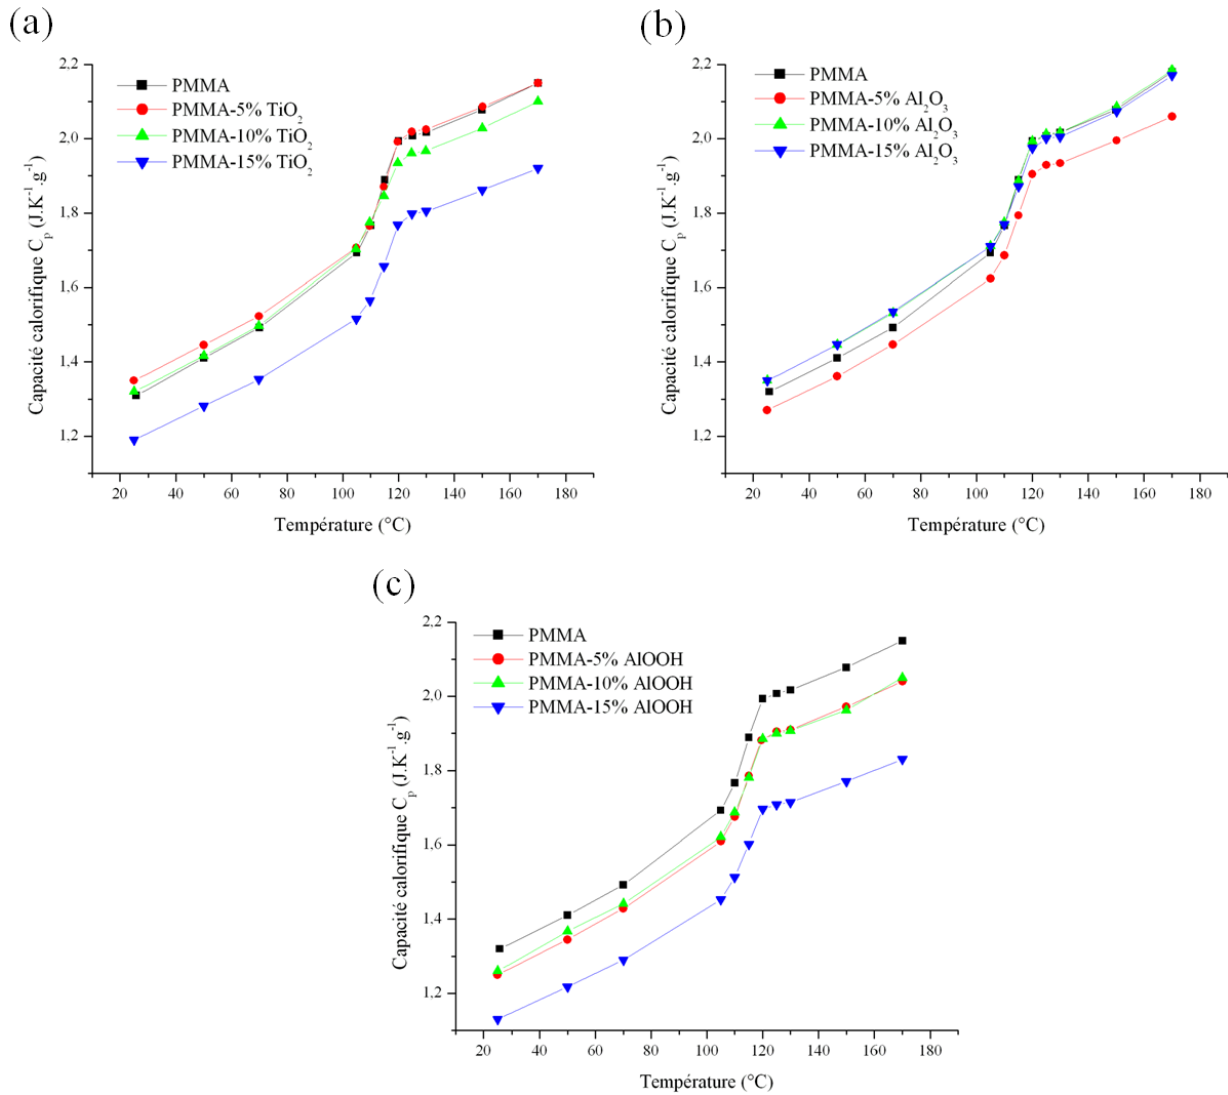 (a)
2,2
2,0
1,8
1,6
1,4
1,2
Capacité calorifique Cp (J.K⁻¹.g⁻¹)
PMMA
PMMA-5% TiO₂
PMMA-10% TiO₂
PMMA-15% TiO₂
20 40 60 80 100 120 140 160 180
Température (°C)
(b)
2,2
2,0
1,8
1,6
1,4
1,2
Capacité calorifique Cp (J.K⁻¹.g⁻¹)
PMMA
PMMA-5% Al₂O₃
PMMA-10% Al₂O₃
PMMA-15% Al₂O₃
20 40 60 80 100 120 140 160 180
Température (°C)
(c)
2,2
2,0
1,8
1,6
1,4
1,2
Capacité calorifique Cp (J.K⁻¹.g⁻¹)
PMMA
PMMA-5% AlOOH
PMMA-10% AlOOH
PMMA-15% AlOOH
20 40 60 80 100 120 140 160 180
Température (°C)